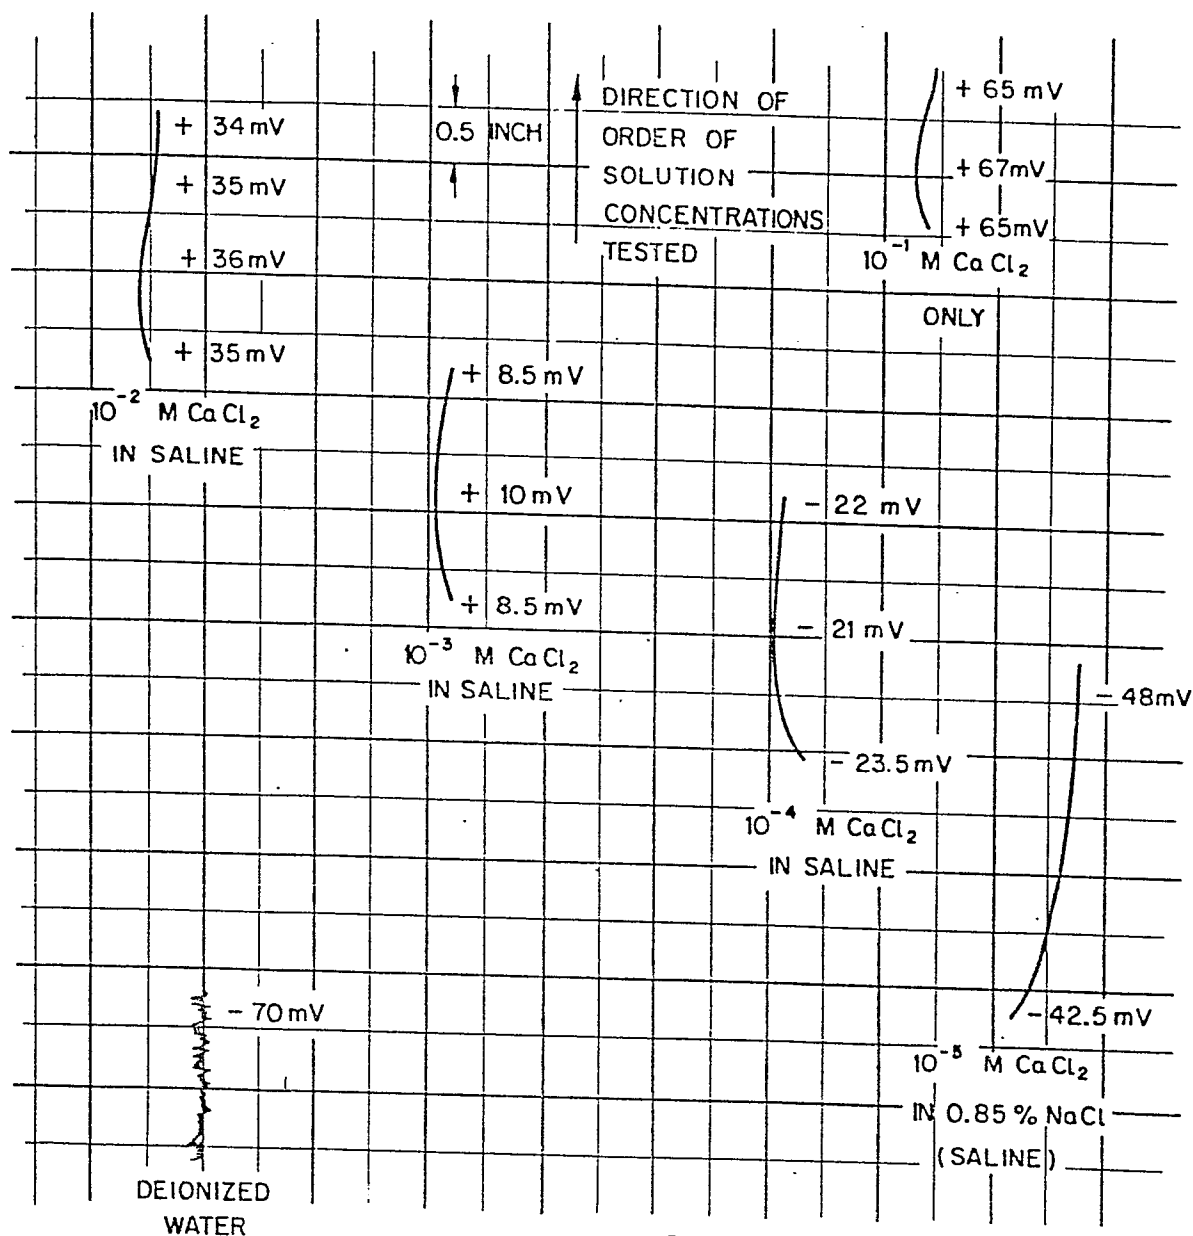 + 34 mV
+ 35 mV
+ 36 mV
+ 35 mV
10⁻² M CaCl₂
IN SALINE
0.5 INCH
DIRECTION OF
ORDER OF
SOLUTION
CONCENTRATIONS
TESTED
+ 65 mV
+ 67mV
+ 65mV
10⁻¹ M CaCl₂
ONLY
+ 8.5 mV
+ 10 mV
+ 8.5 mV
10⁻³ M CaCl₂
IN SALINE
- 22 mV
- 21 mV
- 23.5mV
10⁻⁴ M CaCl₂
IN SALINE
- 48mV
- 42.5 mV
10⁻⁵ M CaCl₂
IN 0.85 % NaCl
(SALINE)
- 70 mV
DEIONIZED
WATER